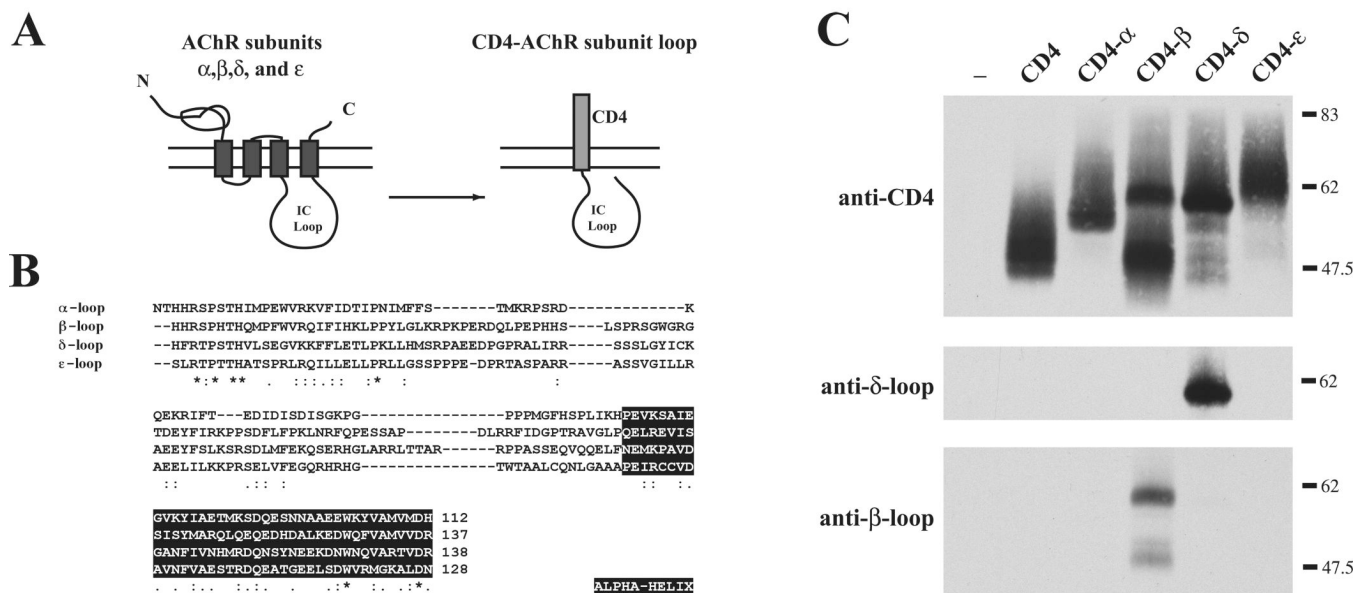 A
AChR subunits
α,β,δ, and ε
N
C
IC
Loop
CD4-AChR subunit loop
CD4
IC
Loop
B
α-loop NTHHRSPSTHIMPEWVRKVFIDTIPNIMFFS-------TMKRPSRD------------K
β-loop --HHRSPHTHQMPFWVRQIFIHKLPPYLGLKRPKPERDQLPEPHHS-----LSPRSGWGRG
δ-loop --HFRTPSTHVLSEGVKKFFLETLPKLLHMSRPAEEDPGPRALIRR-----SSSLGYICK
ε-loop --SLRTPTTHATSPRLRQILLELLPRLLGSSPPPE-DPRTASPARR-----ASSVGILLR
*:* ** . :::.:: *. : :
QEKRIFT---EDIDISDISGKPG--------------PPPMGFHSPLIKHPEVKSAIE
TDEYFIRKPPSDFLFPKLNRFQPESSAP---------DLRRFIDGPTRAVGLPQELREVIS
AEEYFSLKSRSDLMFEKQSERHGLARRLTTAR-----RPPASSEQVQQELFNEMKPAVD
AEELILKKPRSELVFEGQRHRHG--------------TWTAALCQNLGAAAPEIRCCVD
:: .: : :: :.
GVKYIAETMKSDQESNNAAEEWKYVAMVMDH 112
SISYMARQLQEQEDHDALKEDWQFVAMVVDR 137
GANFIVNHMRDQNSYNEEKDNWNQVARTVDR 138
AVNFVAESTRDQEATGEELSDWVRMGKALDN 128
. .:.. :.:: . . .:* :. .*.
ALPHA-HELIX
C
–
CD4
CD4-α
CD4-β
CD4-δ
CD4-ε
anti-CD4
83
62
47.5
anti-δ-loop
62
anti-β-loop
62
47.5